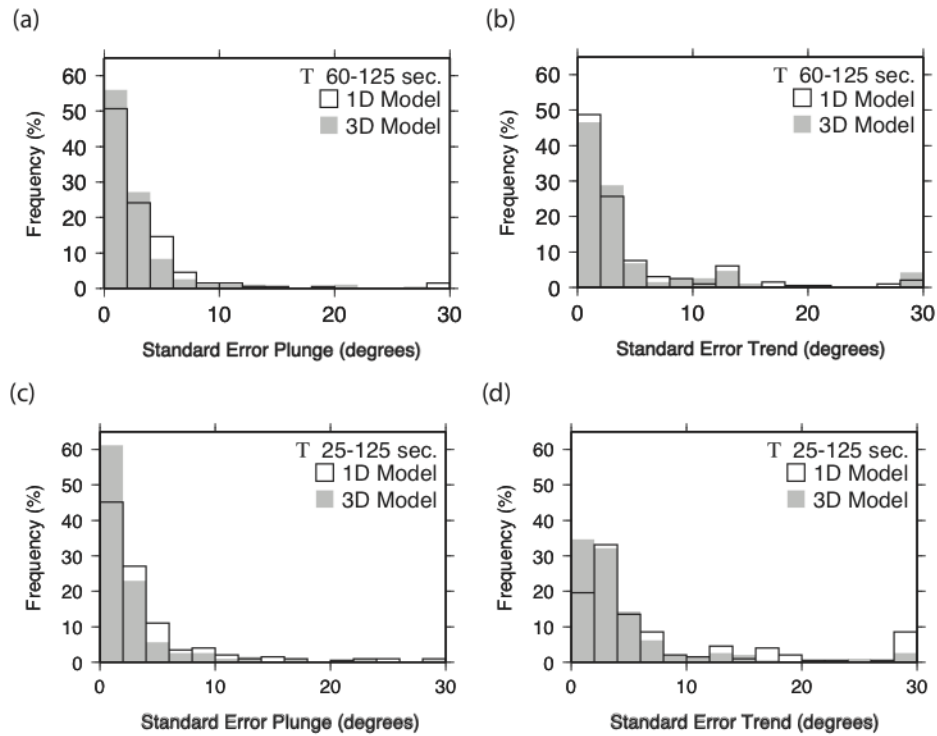 (a)
T 60-125 sec.
1D Model
3D Model
Frequency (%)
60
50
40
30
20
10
0
0 10 20 30
Standard Error Plunge (degrees)
(b)
T 60-125 sec.
1D Model
3D Model
Frequency (%)
60
50
40
30
20
10
0
0 10 20 30
Standard Error Trend (degrees)
(c)
T 25-125 sec.
1D Model
3D Model
Frequency (%)
60
50
40
30
20
10
0
0 10 20 30
Standard Error Plunge (degrees)
(d)
T 25-125 sec.
1D Model
3D Model
Frequency (%)
60
50
40
30
20
10
0
0 10 20 30
Standard Error Trend (degrees)